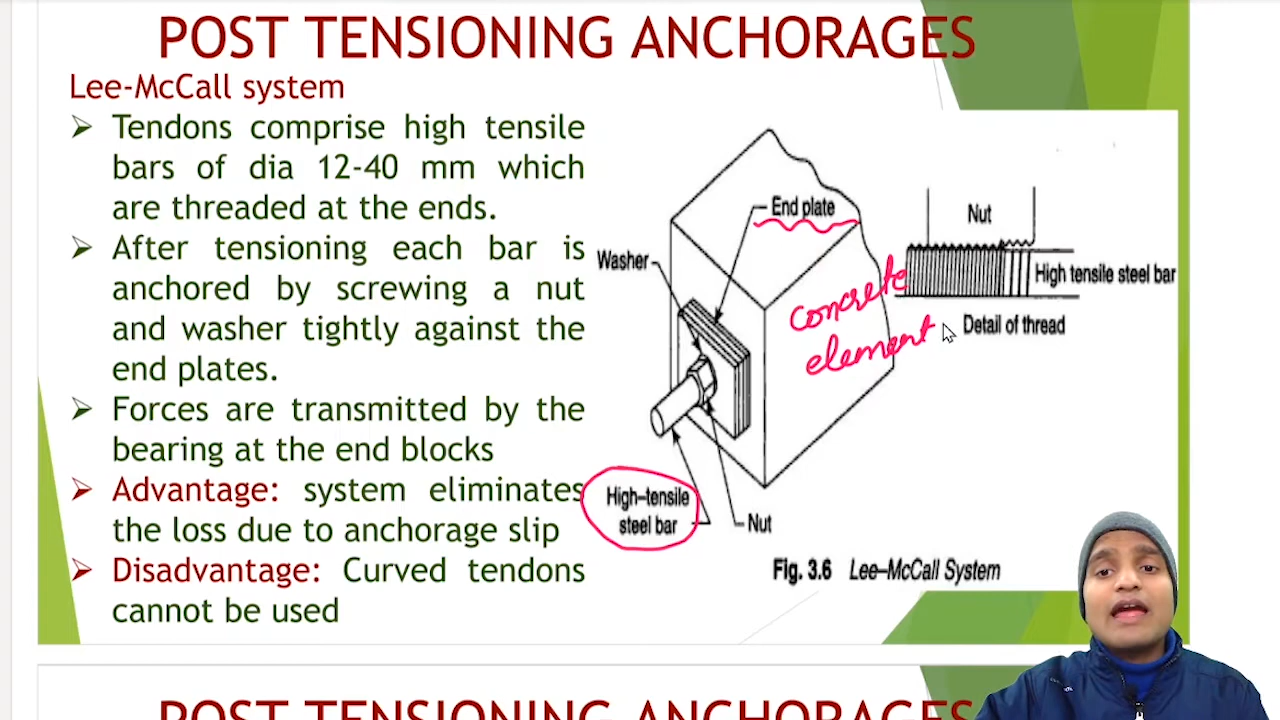 POST TENSIONING ANCHORAGES
Lee-McCall system
➢ Tendons comprise high tensile
bars of dia 12-40 mm which
are threaded at the ends.
➢ After tensioning each bar is
anchored by screwing a nut
and washer tightly against the
end plates.
➢ Forces are transmitted by the
bearing at the end blocks
➢ Advantage: system eliminates
the loss due to anchorage slip
➢ Disadvantage: Curved tendons
cannot be used
End plate
Washer
concrete
element
High-tensile
steel bar
Nut
Nut
High tensile steel bar
Detail of thread
Fig. 3.6 Lee–McCall System
POST TENSIONING ANCHORAGES